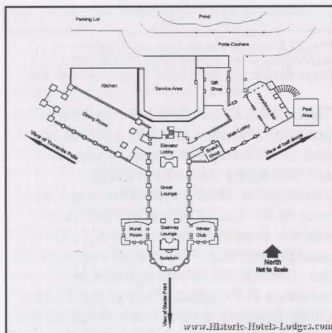 Parking Lot
Pond
Porte-Cochere
Kitchen
Service Area
Gift
Shop
Dining Room
Main Lobby
Pool
Area
Elevator
Lobby
Sweet
Shop
View of Yosemite Falls
View of Half Dome
Great
Lounge
Mural
Room
Stairway
Lounge
Winter
Club
Solarium
View of Glacier Point
North
Not to Scale
www.Historic-Hotels-Lodges.com